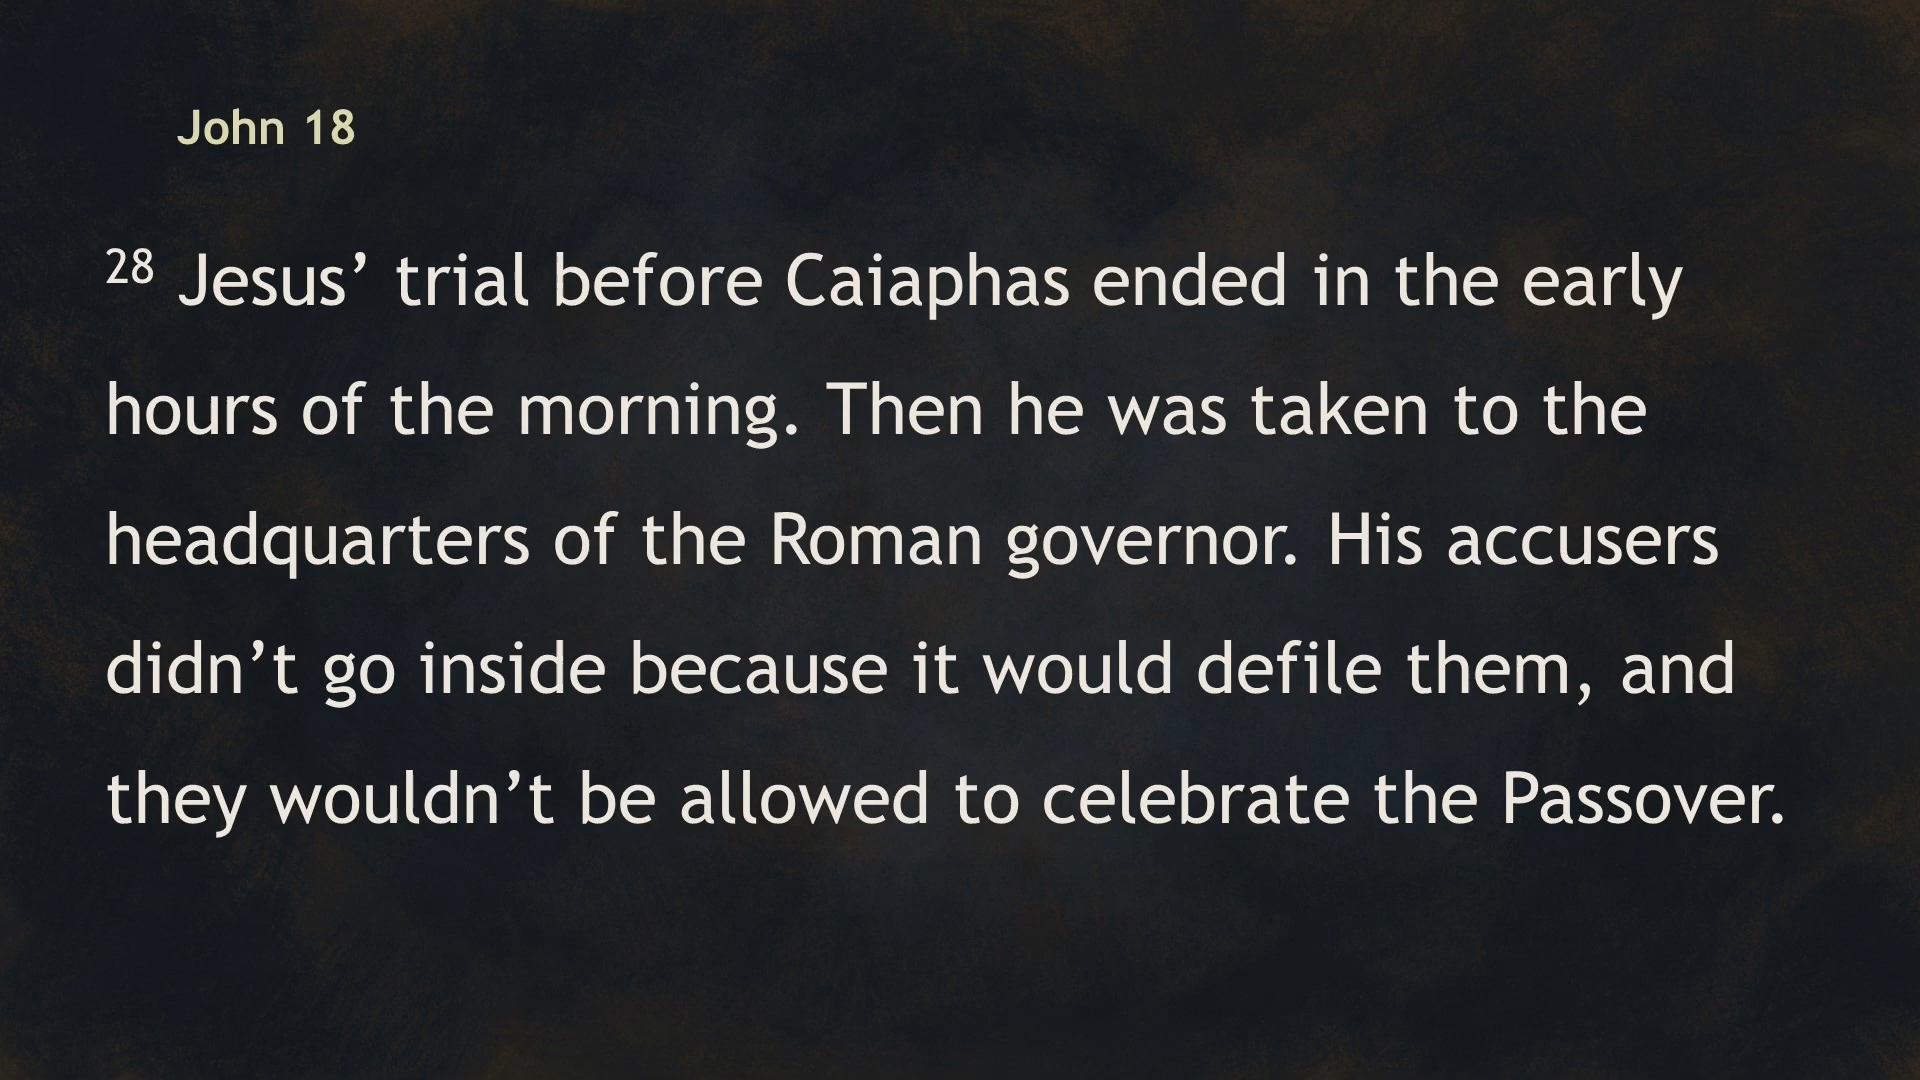 John 18
28 Jesus’ trial before Caiaphas ended in the early
hours of the morning. Then he was taken to the
headquarters of the Roman governor. His accusers
didn’t go inside because it would defile them, and
they wouldn’t be allowed to celebrate the Passover.